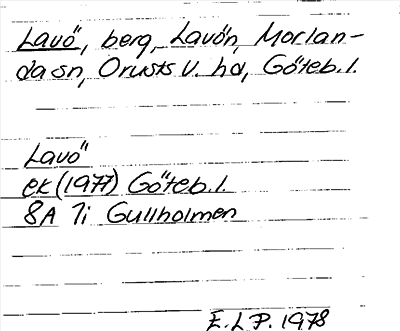 Lavö, berg, Lavön, Morlan-
da sn, Orusts V. hd, Göteb. l.
Lavö
ek (1977) Göteb. l.
8A 7i Gullholmen
E.L.P. 1978